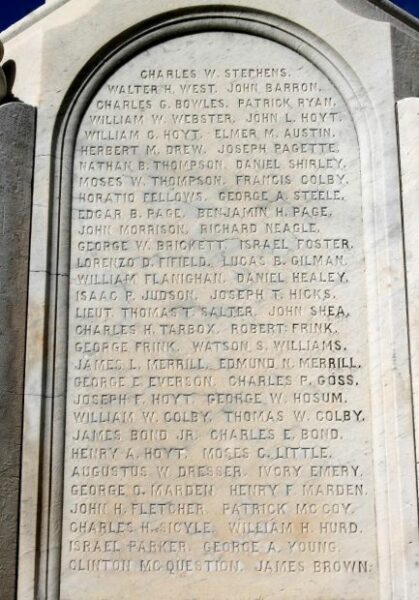 CHARLES W. STEPHENS.
WALTER H. WEST. JOHN BARRON.
CHARLES G. BOWLES. PATRICK RYAN.
WILLIAM W. WEBSTER. JOHN L. HOYT.
WILLIAM C. HOYT. ELMER M. AUSTIN.
HERBERT M. DREW. JOSEPH PAGETTE.
NATHAN B. THOMPSON. DANIEL SHIRLEY.
MOSES W. THOMPSON. FRANCIS COLBY.
HORATIO FELLOWS. GEORGE A. STEELE.
EDGAR B. PAGE. BENJAMIN H. PAGE.
JOHN MORRISON. RICHARD NEAGLE.
GEORGE W. BRICKETT. ISRAEL FOSTER.
LORENZO D. FIFIELD. LUCAS B. GILMAN.
WILLIAM FLANIGHAN. DANIEL HEALEY.
ISAAC P. JUDSON. JOSEPH T. HICKS.
LIEUT. THOMAS T. SALTER. JOHN SHEA.
CHARLES H. TARBOX. ROBERT FRINK.
GEORGE FRINK. WATSON S. WILLIAMS.
JAMES L. MERRILL. EDMUND N. MERRILL.
GEORGE E. EVERSON. CHARLES P. GOSS.
JOSEPH F. HOYT. GEORGE W. HOSUM.
WILLIAM W. COLBY. THOMAS W. COLBY.
JAMES BOND JR. CHARLES E. BOND.
HENRY A. HOYT. MOSES C. LITTLE.
AUGUSTUS W. DRESSER. IVORY EMERY.
GEORGE O. MARDEN. HENRY F. MARDEN.
JOHN H. FLETCHER. PATRICK MC COY.
CHARLES H. SICYLE. WILLIAM H. HURD.
ISRAEL PARKER. GEORGE A. YOUNG.
CLINTON MC QUESTION. JAMES BROWN.